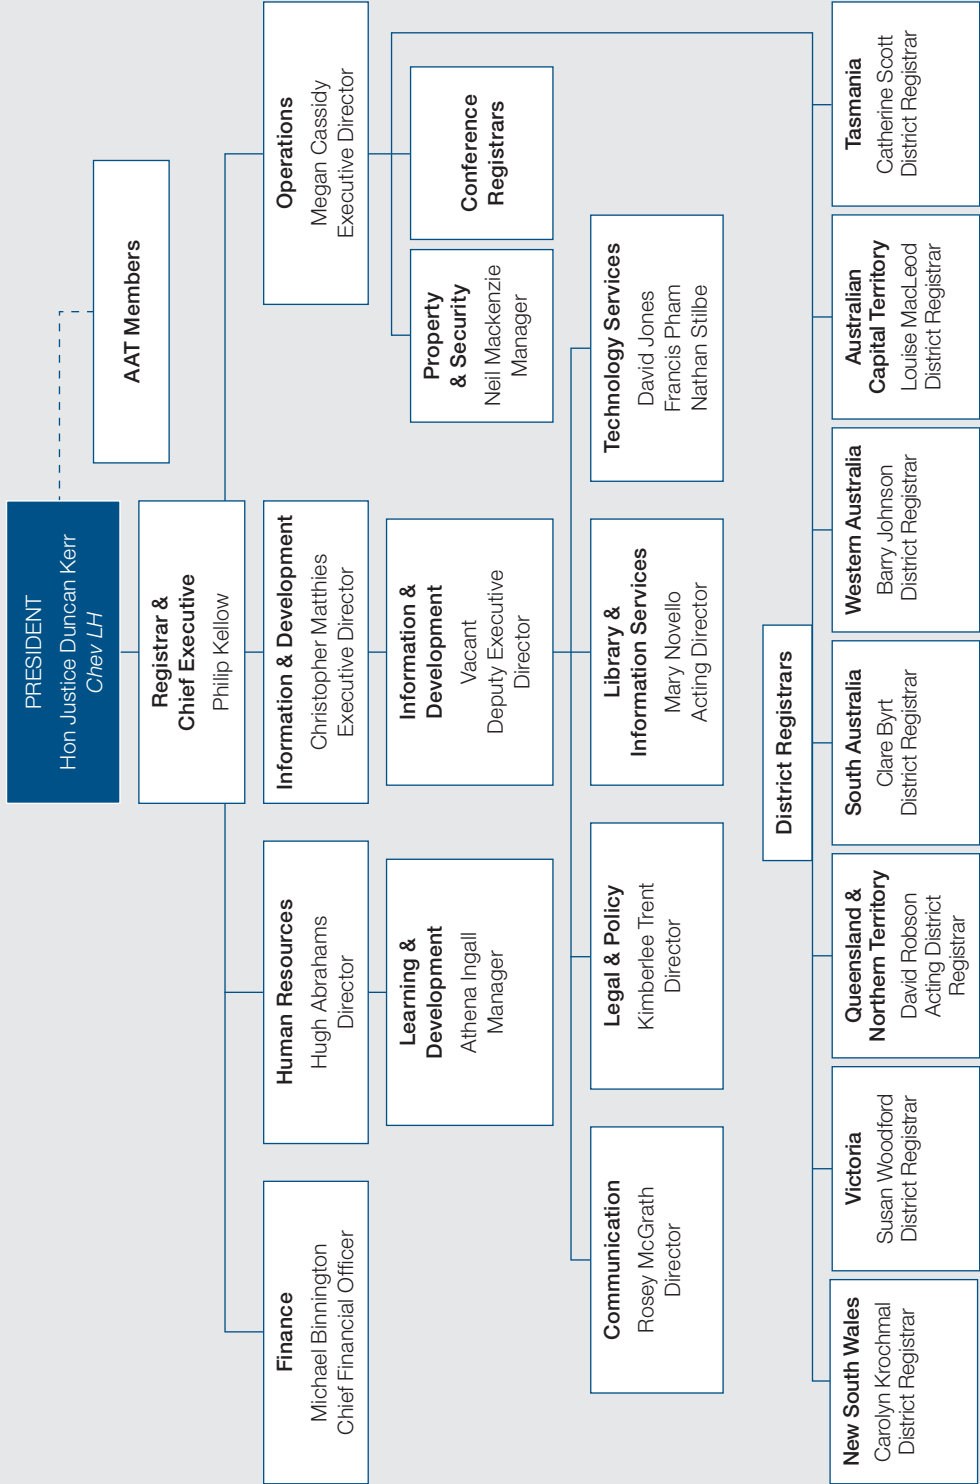 PRESIDENT
Hon Justice Duncan Kerr
Chev LH
AAT Members
Registrar &
Chief Executive
Philip Kellow
Finance
Michael Binnington
Chief Financial Officer
Human Resources
Hugh Abrahams
Director
Information & Development
Christopher Matthies
Executive Director
Operations
Megan Cassidy
Executive Director
Learning &
Development
Athena Ingall
Manager
Information &
Development
Vacant
Deputy Executive
Director
Property
& Security
Neil Mackenzie
Manager
Conference
Registrars
Communication
Rosey McGrath
Director
Legal & Policy
Kimberlee Trent
Director
Library &
Information Services
Mary Novello
Acting Director
Technology Services
David Jones
Francis Pham
Nathan Stilbe
District Registrars
New South Wales
Carolyn Krochmal
District Registrar
Victoria
Susan Woodford
District Registrar
Queensland &
Northern Territory
David Robson
Acting District
Registrar
South Australia
Clare Byrt
District Registrar
Western Australia
Barry Johnson
District Registrar
Australian
Capital Territory
Louise MacLeod
District Registrar
Tasmania
Catherine Scott
District Registrar